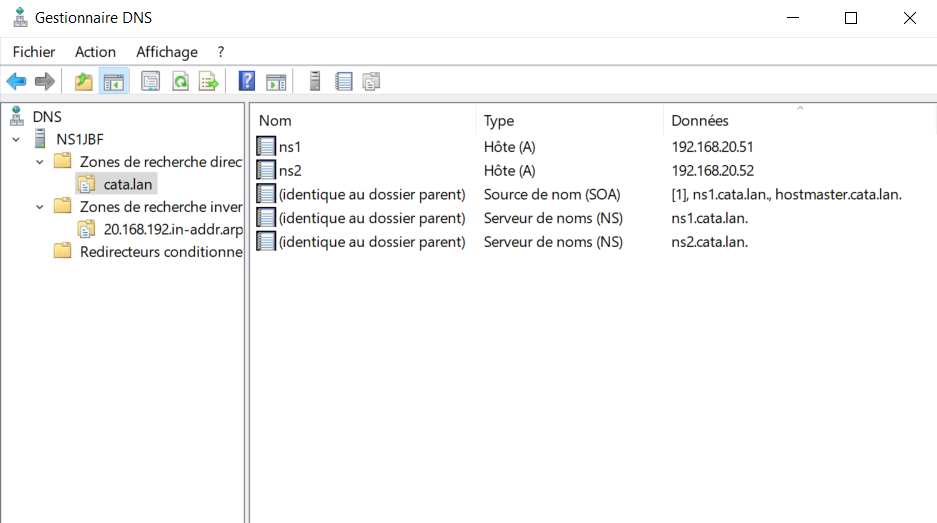 Gestionnaire DNS
Fichier Action Affichage ?
DNS
NS1JBF
Zones de recherche direc
cata.lan
Zones de recherche inver
20.168.192.in-addr.arp
Redirecteurs conditionne
Nom Type Données
ns1 Hôte (A) 192.168.20.51
ns2 Hôte (A) 192.168.20.52
(identique au dossier parent) Source de nom (SOA) [1], ns1.cata.lan., hostmaster.cata.lan.
(identique au dossier parent) Serveur de noms (NS) ns1.cata.lan.
(identique au dossier parent) Serveur de noms (NS) ns2.cata.lan.